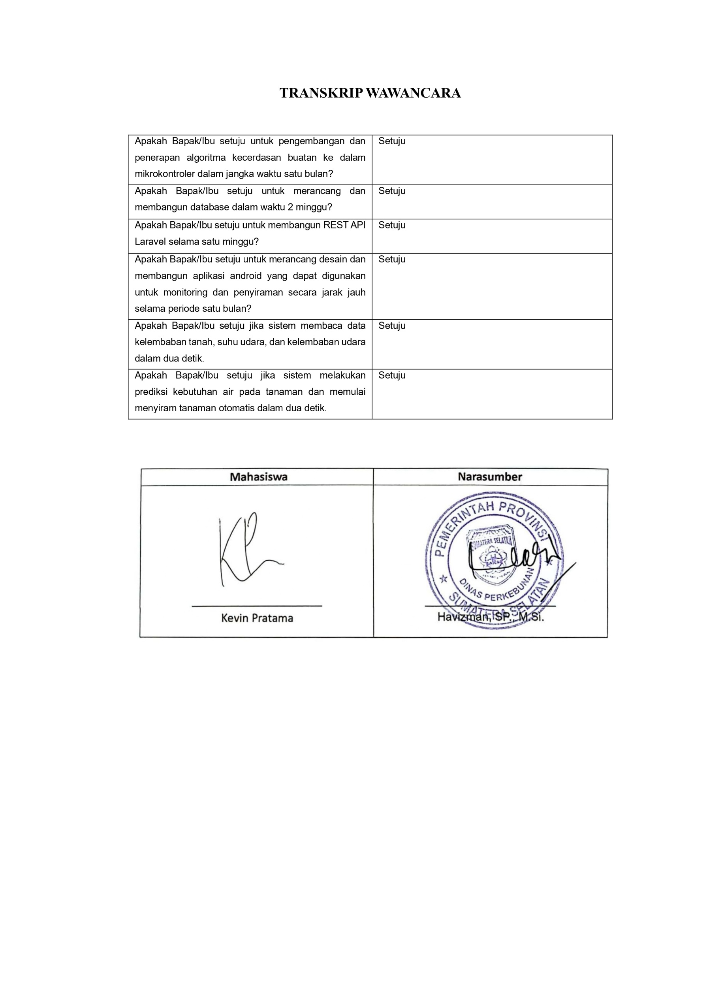 TRANSKRIP WAWANCARA
Apakah Bapak/Ibu setuju untuk pengembangan dan
penerapan algoritma kecerdasan buatan ke dalam
mikrokontroler dalam jangka waktu satu bulan?
Setuju
Apakah Bapak/Ibu setuju untuk merancang dan
membangun database dalam waktu 2 minggu?
Setuju
Apakah Bapak/Ibu setuju untuk membangun REST API
Laravel selama satu minggu?
Setuju
Apakah Bapak/Ibu setuju untuk merancang desain dan
membangun aplikasi android yang dapat digunakan
untuk monitoring dan penyiraman secara jarak jauh
selama periode satu bulan?
Setuju
Apakah Bapak/Ibu setuju jika sistem membaca data
kelembaban tanah, suhu udara, dan kelembaban udara
dalam dua detik.
Setuju
Apakah Bapak/Ibu setuju jika sistem melakukan
prediksi kebutuhan air pada tanaman dan memulai
menyiram tanaman otomatis dalam dua detik.
Setuju
Mahasiswa
Narasumber
PEMERINTAH PROVINSI
SUMATERA SELATAN
DINAS PERKEBUNAN
SUMATERA SELATAN
Kevin Pratama
Havizman, SP., M.Si.